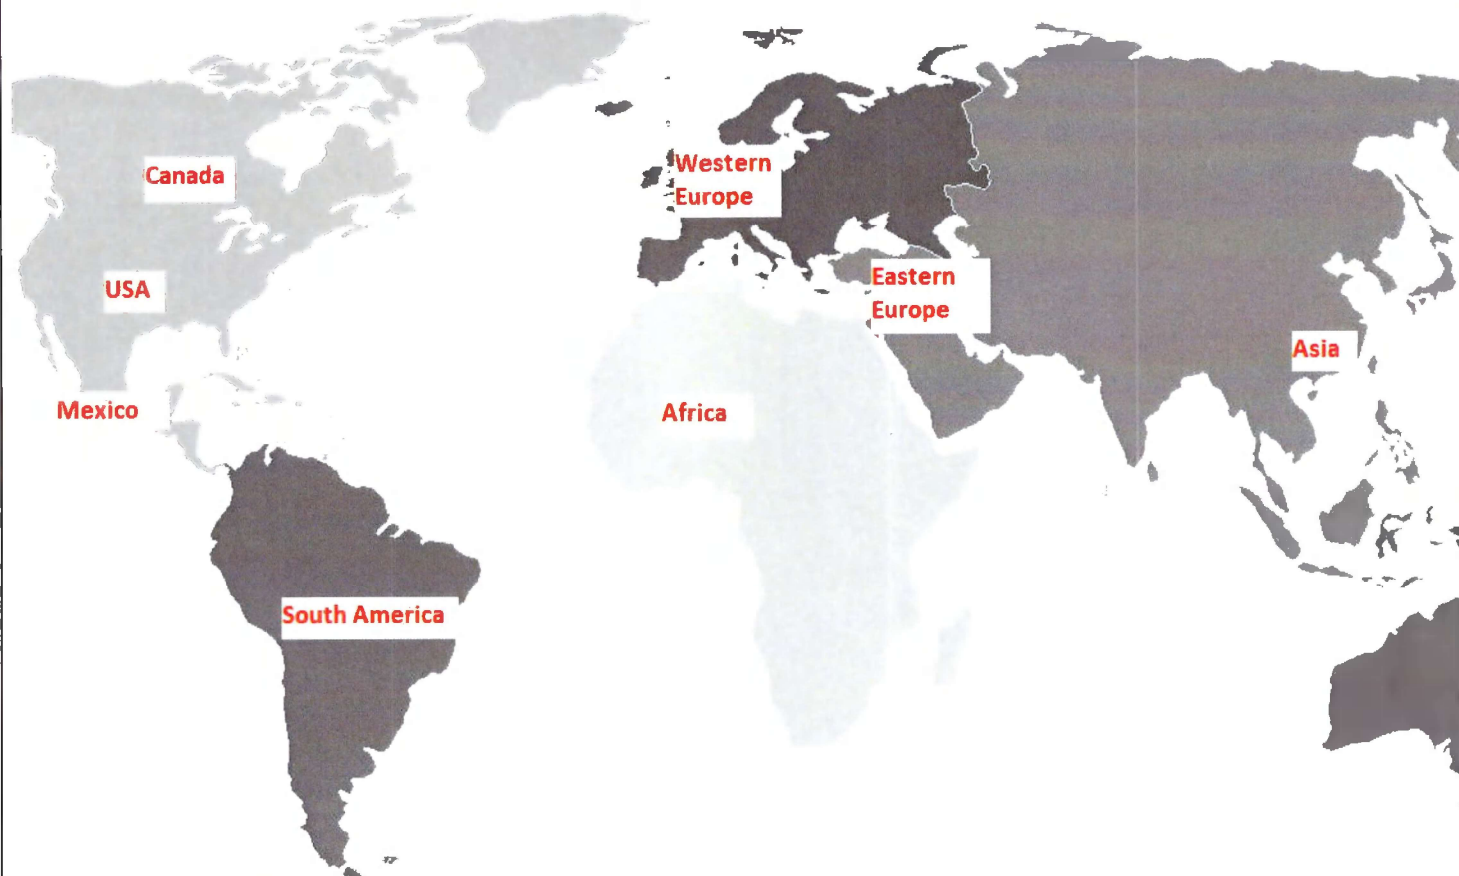 Canada
Western
Europe
USA
Eastern
Europe
Asia
Mexico
Africa
South America